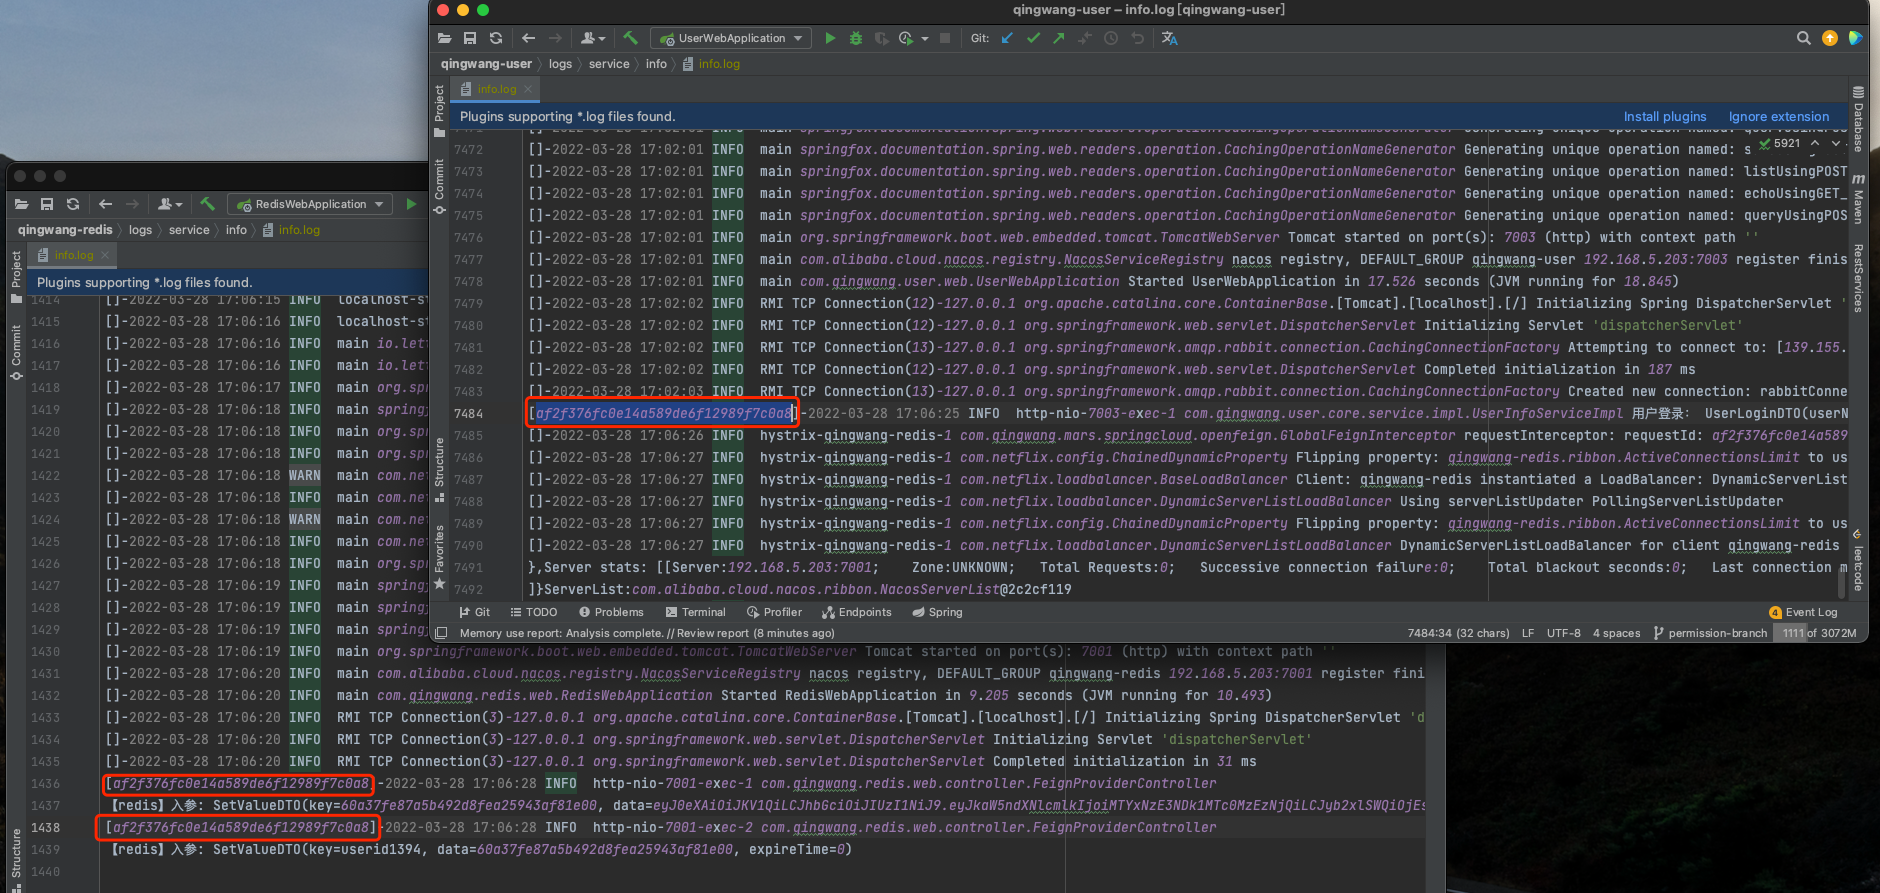 qingwang-user – info.log [qingwang-user]
UserWebApplication
Git:
qingwang-user
logs
service
info
info.log
info.log
Plugins supporting *.log files found.
Install plugins
Ignore extension
5921
7472 []-2022-03-28 17:02:01 INFO main springfox.documentation.spring.web.readers.operation.CachingOperationNameGenerator Generating unique operation named: s
7473 []-2022-03-28 17:02:01 INFO main springfox.documentation.spring.web.readers.operation.CachingOperationNameGenerator Generating unique operation named: listUsingPOST
7474 []-2022-03-28 17:02:01 INFO main springfox.documentation.spring.web.readers.operation.CachingOperationNameGenerator Generating unique operation named: echoUsingGET_
7475 []-2022-03-28 17:02:01 INFO main springfox.documentation.spring.web.readers.operation.CachingOperationNameGenerator Generating unique operation named: queryUsingPOS
7476 []-2022-03-28 17:02:01 INFO main org.springframework.boot.web.embedded.tomcat.TomcatWebServer Tomcat started on port(s): 7003 (http) with context path ''
7477 []-2022-03-28 17:02:01 INFO main com.alibaba.cloud.nacos.registry.NacosServiceRegistry nacos registry, DEFAULT_GROUP qingwang-user 192.168.5.203:7003 register finis
7478 []-2022-03-28 17:02:01 INFO main com.qingwang.user.web.UserWebApplication Started UserWebApplication in 17.526 seconds (JVM running for 18.845)
7479 []-2022-03-28 17:02:02 INFO RMI TCP Connection(12)-127.0.0.1 org.apache.catalina.core.ContainerBase.[Tomcat].[localhost].[/] Initializing Spring DispatcherServlet '
7480 []-2022-03-28 17:02:02 INFO RMI TCP Connection(12)-127.0.0.1 org.springframework.web.servlet.DispatcherServlet Initializing Servlet 'dispatcherServlet'
7481 []-2022-03-28 17:02:02 INFO RMI TCP Connection(13)-127.0.0.1 org.springframework.amqp.rabbit.connection.CachingConnectionFactory Attempting to connect to: [139.155.
7482 []-2022-03-28 17:02:02 INFO RMI TCP Connection(12)-127.0.0.1 org.springframework.web.servlet.DispatcherServlet Completed initialization in 187 ms
7483 []-2022-03-28 17:02:03 INFO RMI TCP Connection(13)-127.0.0.1 org.springframework.amqp.rabbit.connection.CachingConnectionFactory Created new connection: rabbitConne
7484 [af2f376fc0e14a589de6f12989f7c0a8]-2022-03-28 17:06:25 INFO http-nio-7003-exec-1 com.qingwang.user.core.service.impl.UserInfoServiceImpl 用户登录： UserLoginDTO(userN
7485 []-2022-03-28 17:06:26 INFO hystrix-qingwang-redis-1 com.qingwang.mars.springcloud.openfeign.GlobalFeignInterceptor requestInterceptor: requestId: af2f376fc0e14a589
7486 []-2022-03-28 17:06:27 INFO hystrix-qingwang-redis-1 com.netflix.config.ChainedDynamicProperty Flipping property: qingwang-redis.ribbon.ActiveConnectionsLimit to us
7487 []-2022-03-28 17:06:27 INFO hystrix-qingwang-redis-1 com.netflix.loadbalancer.BaseLoadBalancer Client: qingwang-redis instantiated a LoadBalancer: DynamicServerList
7488 []-2022-03-28 17:06:27 INFO hystrix-qingwang-redis-1 com.netflix.loadbalancer.DynamicServerListLoadBalancer Using serverListUpdater PollingServerListUpdater
7489 []-2022-03-28 17:06:27 INFO hystrix-qingwang-redis-1 com.netflix.config.ChainedDynamicProperty Flipping property: qingwang-redis.ribbon.ActiveConnectionsLimit to us
7490 []-2022-03-28 17:06:27 INFO hystrix-qingwang-redis-1 com.netflix.loadbalancer.DynamicServerListLoadBalancer DynamicServerListLoadBalancer for client qingwang-redis
7491 },Server stats: [[Server:192.168.5.203:7001; Zone:UNKNOWN; Total Requests:0; Successive connection failure:0; Total blackout seconds:0; Last connection m
7492 ]}ServerList:com.alibaba.cloud.nacos.ribbon.NacosServerList@2c2cf119
Git TODO Problems Terminal Profiler Endpoints Spring
4 Event Log
Memory use report: Analysis complete. // Review report (8 minutes ago)
7484:34 (32 chars) LF UTF-8 4 spaces permission-branch 1111 of 3072M
Project
Commit
Structure
Favorites
Database
Maven
RestServices
leetcode
RedisWebApplication
qingwang-redis
logs
service
info
info.log
info.log
Plugins supporting *.log files found.
1414 []-2022-03-28 17:06:15 INFO localhost-st
1415 []-2022-03-28 17:06:16 INFO localhost-st
1416 []-2022-03-28 17:06:16 INFO main io.lett
1417 []-2022-03-28 17:06:16 INFO main io.lett
1418 []-2022-03-28 17:06:17 INFO main org.spr
1419 []-2022-03-28 17:06:18 INFO main springj
1420 []-2022-03-28 17:06:18 INFO main org.spr
1421 []-2022-03-28 17:06:18 INFO main org.spr
1422 []-2022-03-28 17:06:18 WARN main com.net
1423 []-2022-03-28 17:06:18 INFO main com.net
1424 []-2022-03-28 17:06:18 WARN main com.net
1425 []-2022-03-28 17:06:18 INFO main com.net
1426 []-2022-03-28 17:06:19 INFO main org.spr
1427 []-2022-03-28 17:06:19 INFO main springj
1428 []-2022-03-28 17:06:19 INFO main springj
1429 []-2022-03-28 17:06:19 INFO main springj
1430 []-2022-03-28 17:06:19 INFO main org.springframework.boot.web.embedded.tomcat.TomcatWebServer Tomcat started on port(s): 7001 (http) with context path ''
1431 []-2022-03-28 17:06:20 INFO main com.alibaba.cloud.nacos.registry.NacosServiceRegistry nacos registry, DEFAULT_GROUP qingwang-redis 192.168.5.203:7001 register fini
1432 []-2022-03-28 17:06:20 INFO main com.qingwang.redis.web.RedisWebApplication Started RedisWebApplication in 9.205 seconds (JVM running for 10.493)
1433 []-2022-03-28 17:06:20 INFO RMI TCP Connection(3)-127.0.0.1 org.apache.catalina.core.ContainerBase.[Tomcat].[localhost].[/] Initializing Spring DispatcherServlet 'd
1434 []-2022-03-28 17:06:20 INFO RMI TCP Connection(3)-127.0.0.1 org.springframework.web.servlet.DispatcherServlet Initializing Servlet 'dispatcherServlet'
1435 []-2022-03-28 17:06:20 INFO RMI TCP Connection(3)-127.0.0.1 org.springframework.web.servlet.DispatcherServlet Completed initialization in 31 ms
1436 [af2f376fc0e14a589de6f12989f7c0a8]-2022-03-28 17:06:28 INFO http-nio-7001-exec-1 com.qingwang.redis.web.controller.FeignProviderController
1437 【redis】入参: SetValueDTO(key=60a37fe87a5b492d8fea25943af81e00, data=eyJ0eXAiOiJKV1QiLCJhbGciOiJIUzI1NiJ9.eyJkaW5ndXNlcmlkIjoiMTYxNzE3NDk1MTc0MzEzNjQiLCJyb2xlSWQiOjEs
1438 [af2f376fc0e14a589de6f12989f7c0a8]-2022-03-28 17:06:28 INFO http-nio-7001-exec-2 com.qingwang.redis.web.controller.FeignProviderController
1439 【redis】入参: SetValueDTO(key=userid1394, data=60a37fe87a5b492d8fea25943af81e00, expireTime=0)
1440
Project
Commit
Structure